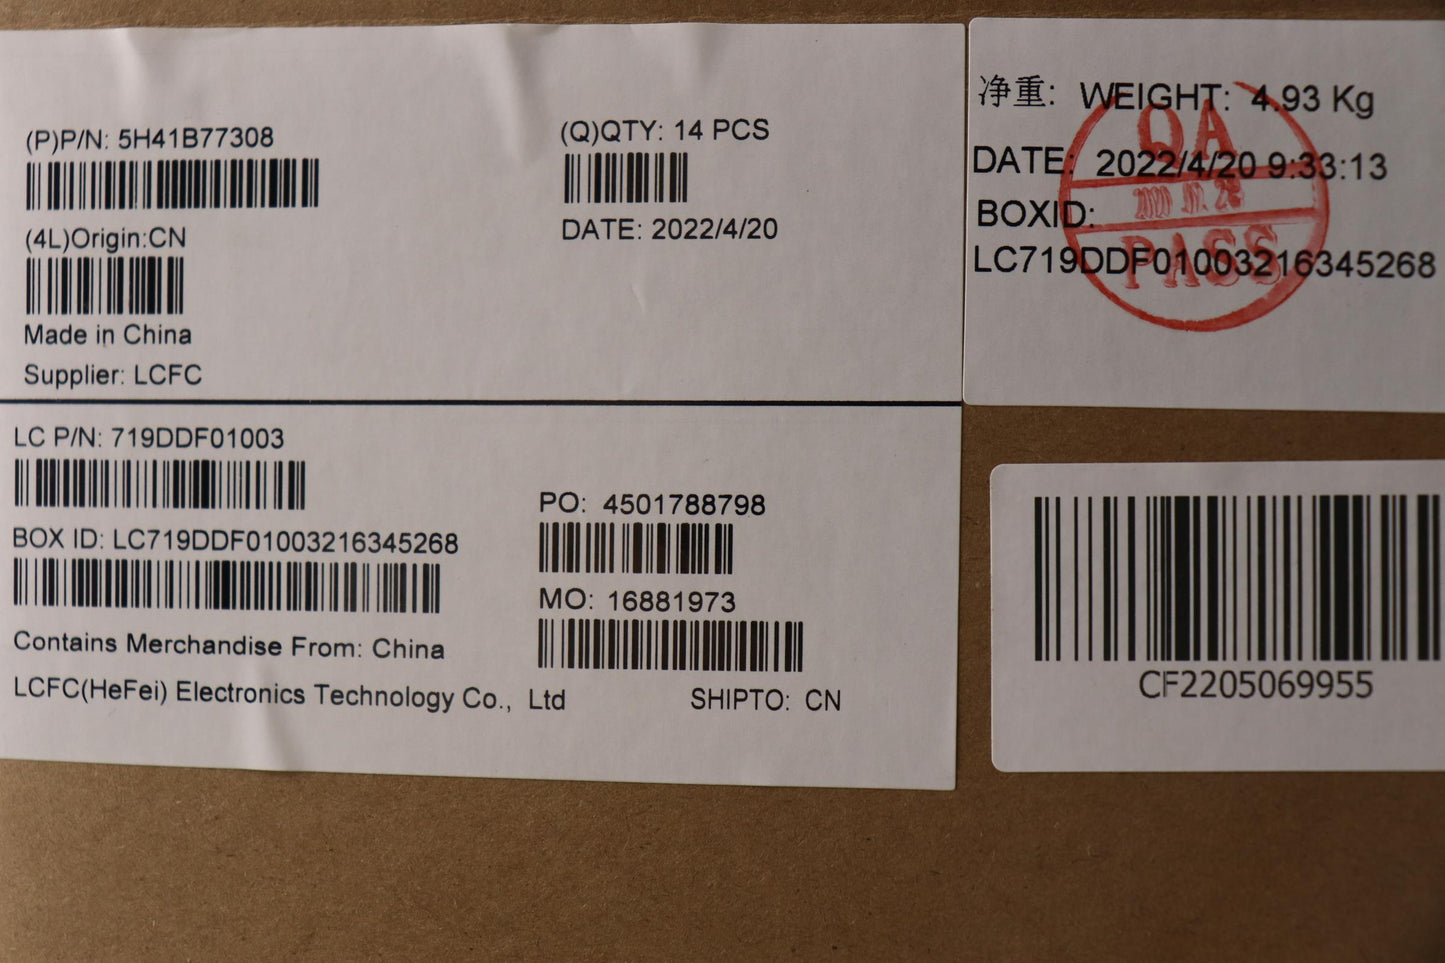 (P)P/N: 5H41B77308
(Q)QTY: 14 PCS
(4L)Origin:CN
DATE: 2022/4/20
Made in China
Supplier: LCFC
LC P/N: 719DDF01003
PO: 4501788798
BOX ID: LC719DDF01003216345268
MO: 16881973
Contains Merchandise From: China
LCFC(HeFei) Electronics Technology Co., Ltd
SHIPTO: CN
净重: WEIGHT: 4.93 Kg
DATE: 2022/4/20 9:33:13
BOXID:
LC719DDF01003216345268
QA
PASS
CF2205069955